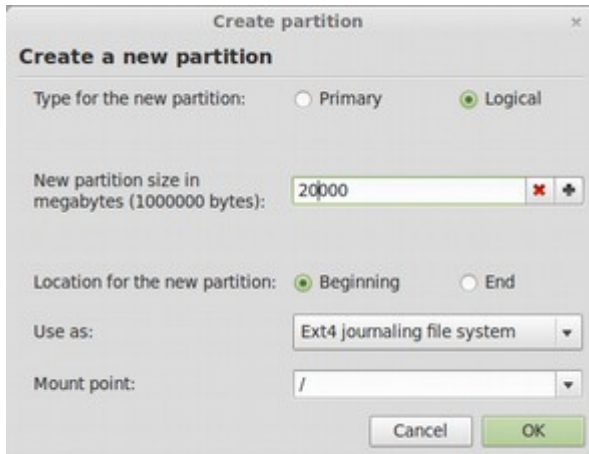 Create partition
Create a new partition
Type for the new partition: Primary Logical
New partition size in
megabytes (1000000 bytes): 20000
Location for the new partition: Beginning End
Use as: Ext4 journaling file system
Mount point: /
Cancel OK